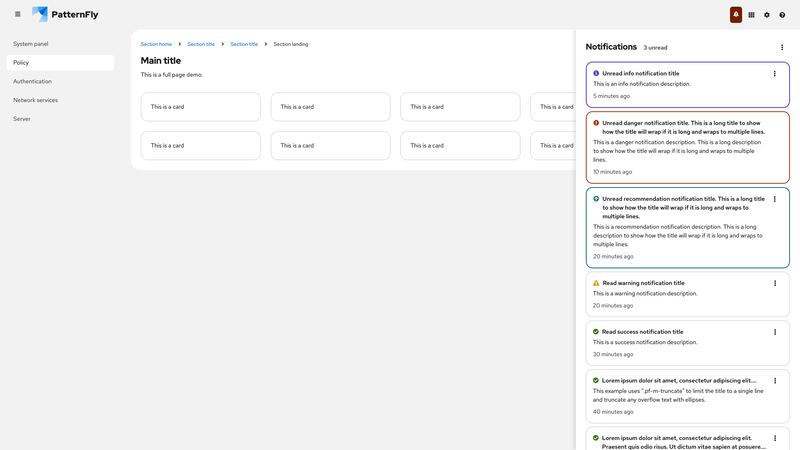 PatternFly
System panel
Policy
Authentication
Network services
Server
Section home
Section title
Section title
Section landing
Main title
This is a full page demo.
This is a card
This is a card
This is a card
This is a card
This is a card
This is a card
This is a card
This is a card
Notifications 3 unread
Unread info notification title
This is an info notification description.
5 minutes ago
Unread danger notification title. This is a long title to show
how the title will wrap if it is long and wraps to multiple lines.
This is a danger notification description. This is a long description
to show how the title will wrap if it is long and wraps to multiple
lines.
10 minutes ago
Unread recommendation notification title. This is a long title
to show how the title will wrap if it is long and wraps to
multiple lines.
This is a recommendation notification description. This is a long
description to show how the title will wrap if it is long and wraps to
multiple lines.
20 minutes ago
Read warning notification title
This is a warning notification description.
20 minutes ago
Read success notification title
This is a success notification description.
30 minutes ago
Lorem ipsum dolor sit amet, consectetur adipiscing elit....
This example uses ".pf-m-truncate" to limit the title to a single line
and truncate any overflow text with ellipses.
40 minutes ago
Lorem ipsum dolor sit amet, consectetur adipiscing elit.
Praesent quis odio risus. Ut dictum vitae sapien at posuere...